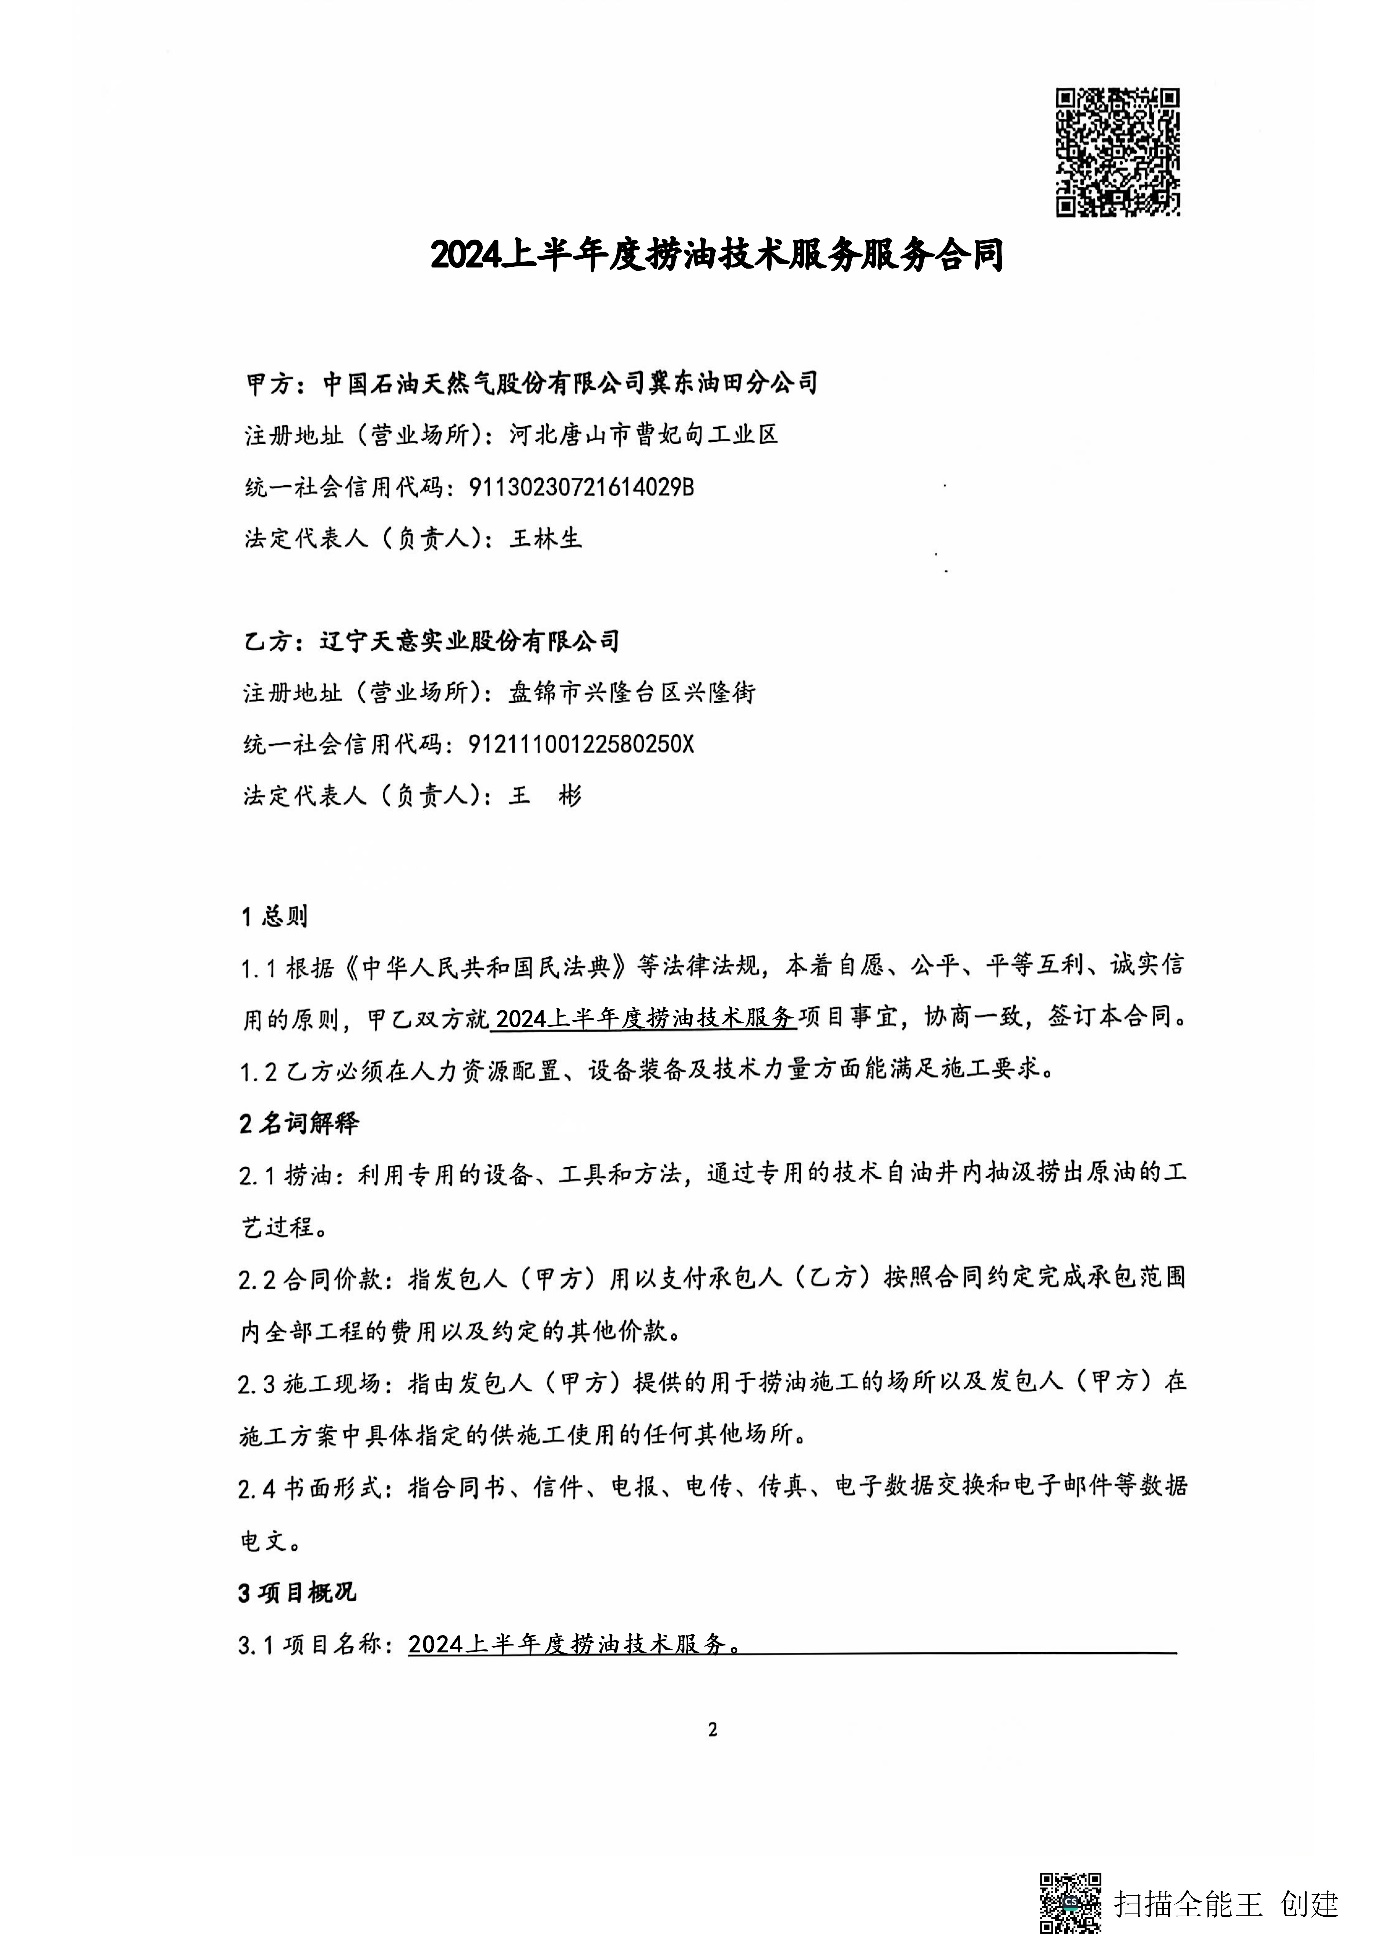 2024上半年度捞油技术服务服务合同
甲方：中国石油天然气股份有限公司冀东油田分公司
注册地址（营业场所）：河北唐山市曹妃甸工业区
统一社会信用代码：91130230721614029B
法定代表人（负责人）：王林生
乙方：辽宁天意实业股份有限公司
注册地址（营业场所）：盘锦市兴隆台区兴隆街
统一社会信用代码：91211100122580250X
法定代表人（负责人）：王　彬
1 总则
1.1 根据《中华人民共和国民法典》等法律法规，本着自愿、公平、平等互利、诚实信
用的原则，甲乙双方就 2024上半年度捞油技术服务项目事宜，协商一致，签订本合同。
1.2 乙方必须在人力资源配置、设备装备及技术力量方面能满足施工要求。
2 名词解释
2.1 捞油：利用专用的设备、工具和方法，通过专用的技术自油井内抽汲捞出原油的工
艺过程。
2.2 合同价款：指发包人（甲方）用以支付承包人（乙方）按照合同约定完成承包范围
内全部工程的费用以及约定的其他价款。
2.3 施工现场：指由发包人（甲方）提供的用于捞油施工的场所以及发包人（甲方）在
施工方案中具体指定的供施工使用的任何其他场所。
2.4 书面形式：指合同书、信件、电报、电传、传真、电子数据交换和电子邮件等数据
电文。
3 项目概况
3.1 项目名称：2024上半年度捞油技术服务。
2
扫描全能王 创建